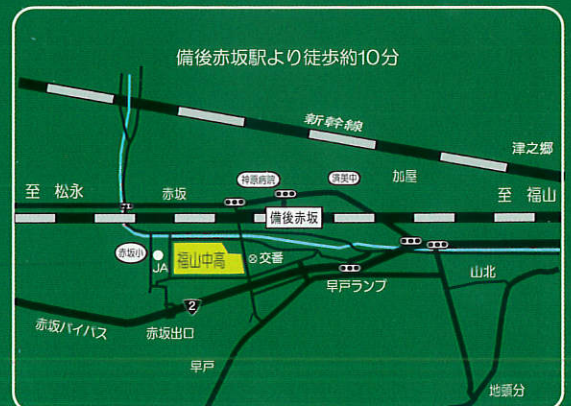 備後赤坂駅より徒歩約10分
新幹線
津之郷
神原病院
済美中
加屋
至 松永
赤坂
至 福山
備後赤坂
赤坂小
JA
福山中高
交番
山北
早戸ランプ
2
赤坂バイパス
赤坂出口
早戸
地頭分